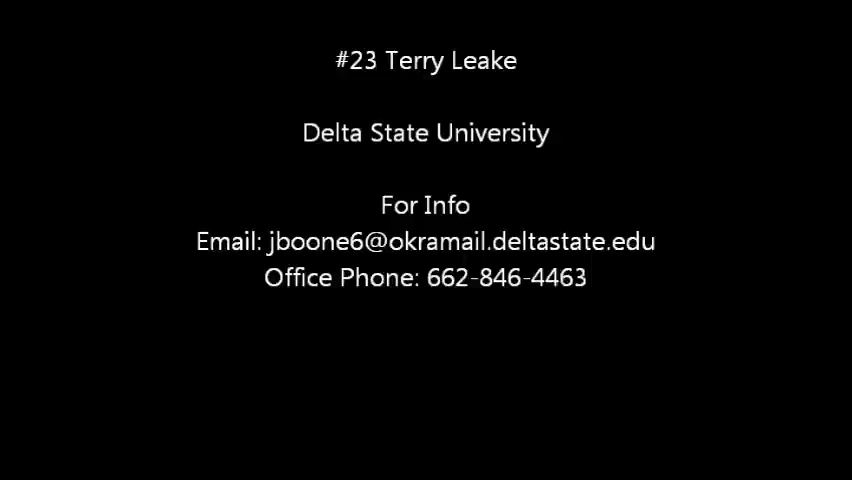 #23 Terry Leake
Delta State University
For Info
Email: jboone6@okramail.deltastate.edu
Office Phone: 662-846-4463